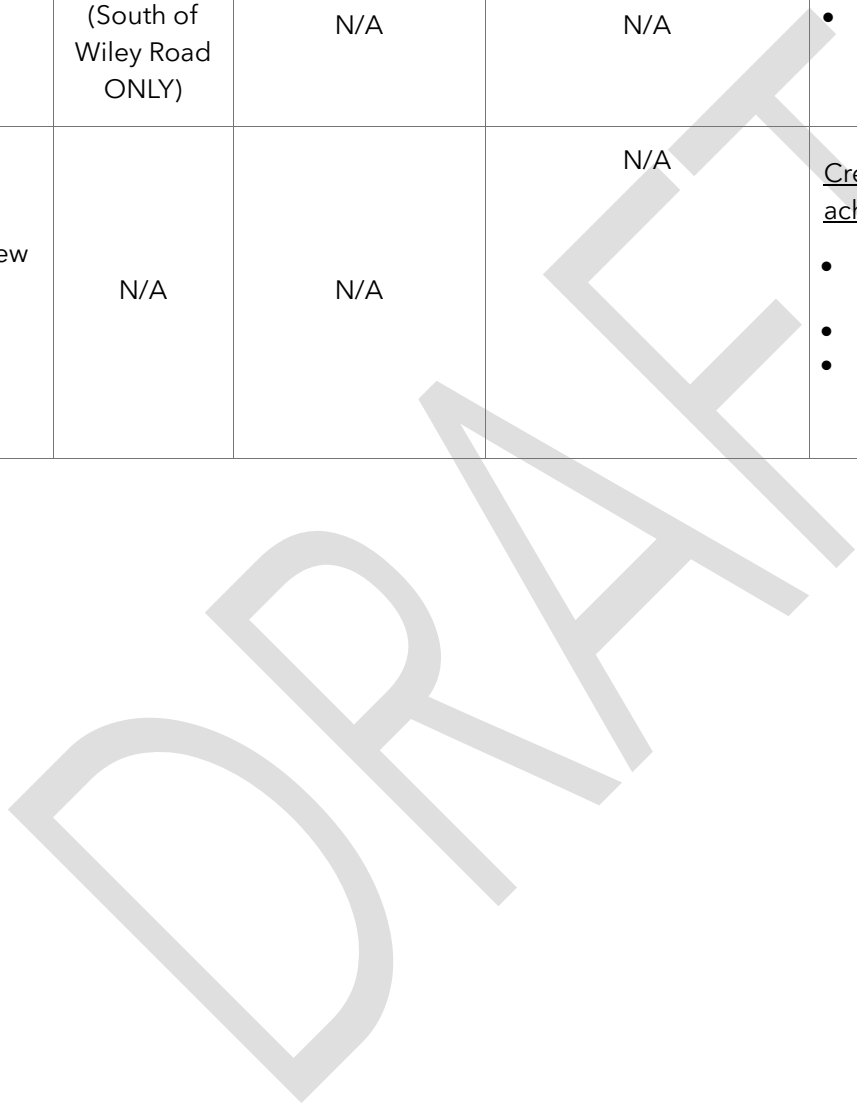 (South of
Wiley Road
ONLY)
N/A
N/A
•
ew
N/A
N/A
N/A
Cre
ach
•
•
•
DRAFT